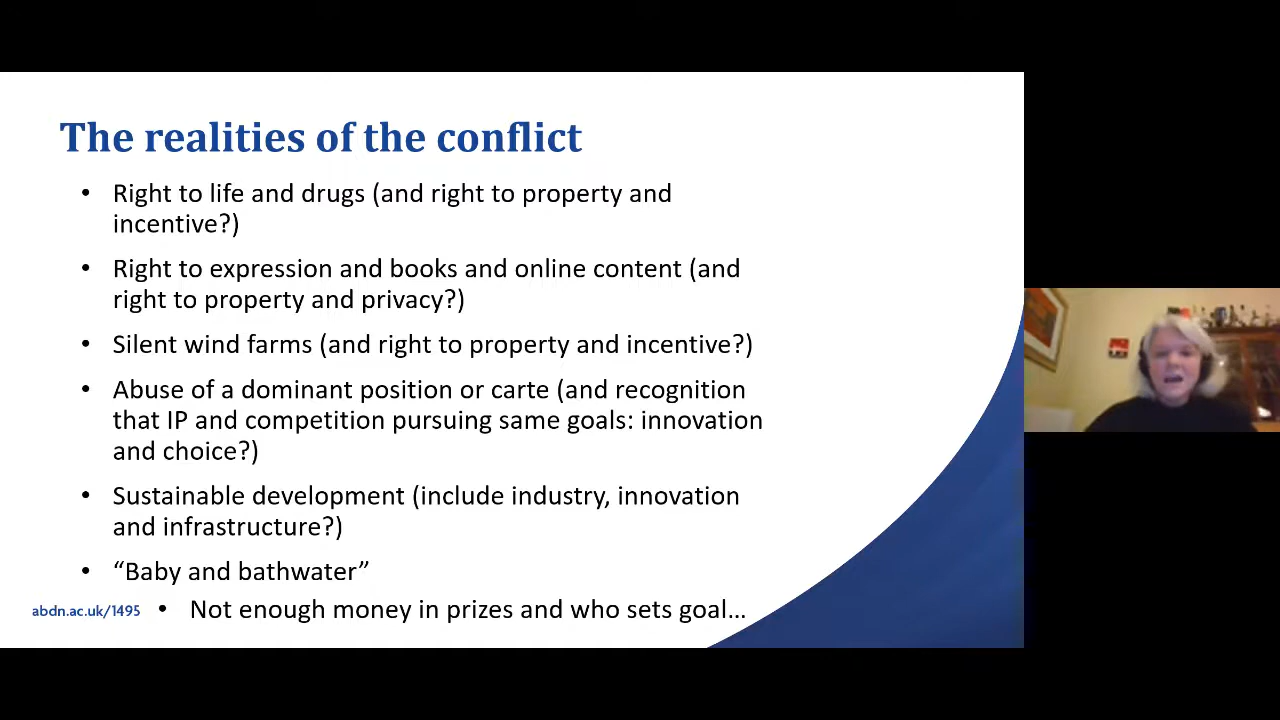 The realities of the conflict
• Right to life and drugs (and right to property and
incentive?)
• Right to expression and books and online content (and
right to property and privacy?)
• Silent wind farms (and right to property and incentive?)
• Abuse of a dominant position or carte (and recognition
that IP and competition pursuing same goals: innovation
and choice?)
• Sustainable development (include industry, innovation
and infrastructure?)
• “Baby and bathwater”
• Not enough money in prizes and who sets goal…
abdn.ac.uk/1495